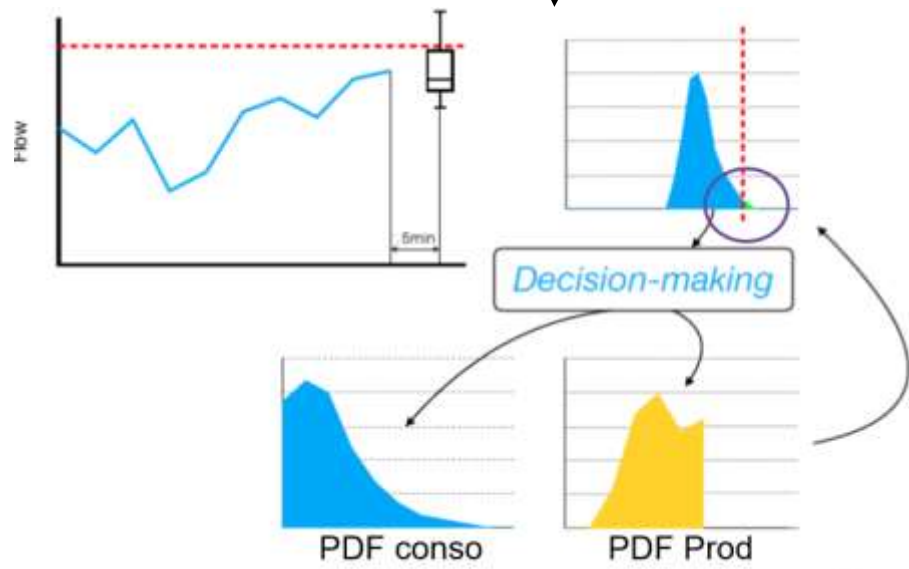 Flow
5min
Decision-making
PDF conso
PDF Prod